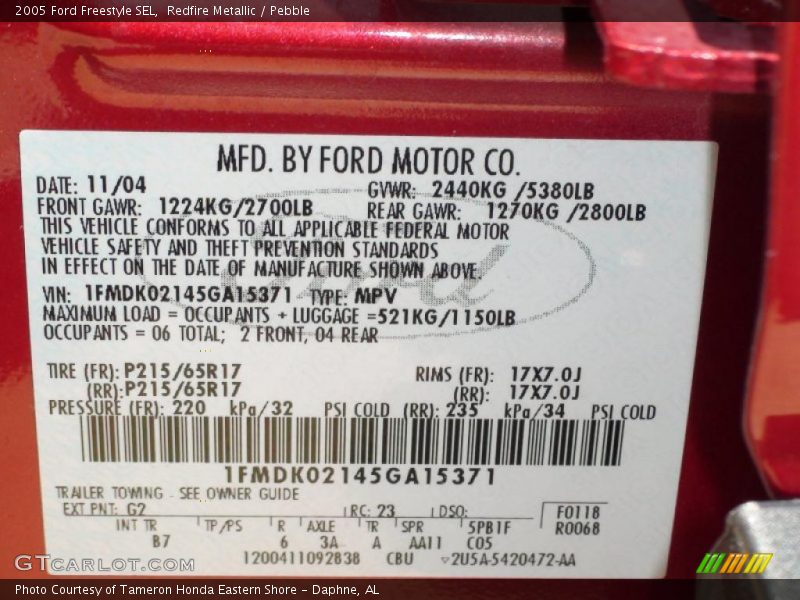 2005 Ford Freestyle SEL, Redfire Metallic / Pebble
MFD. BY FORD MOTOR CO.
DATE: 11/04 GVWR: 2440KG /5380LB
FRONT GAWR: 1224KG/2700LB REAR GAWR: 1270KG /2800LB
THIS VEHICLE CONFORMS TO ALL APPLICABLE FEDERAL MOTOR
VEHICLE SAFETY AND THEFT PREVENTION STANDARDS
IN EFFECT ON THE DATE OF MANUFACTURE SHOWN ABOVE.
VIN: 1FMDK02145GA15371 TYPE: MPV
MAXIMUM LOAD = OCCUPANTS + LUGGAGE =521KG/1150LB
OCCUPANTS = 06 TOTAL; 2 FRONT, 04 REAR
Ford
TIRE (FR): P215/65R17 RIMS (FR): 17X7.0J
(RR): P215/65R17 (RR): 17X7.0J
PRESSURE (FR): 220 kPa/32 PSI COLD (RR): 235 kPa/34 PSI COLD
1FMDK02145GA15371
TRAILER TOWING - SEE OWNER GUIDE
EXT PNT: G2 RC: 23 DSO: F0118
INT TR TP/PS R AXLE TR SPR 5PB1F R0068
B7 6 3A A AA11 C05
1200411092838 CBU 2U5A-5420472-AA
GTCARLOT.COM
Photo Courtesy of Tameron Honda Eastern Shore - Daphne, AL